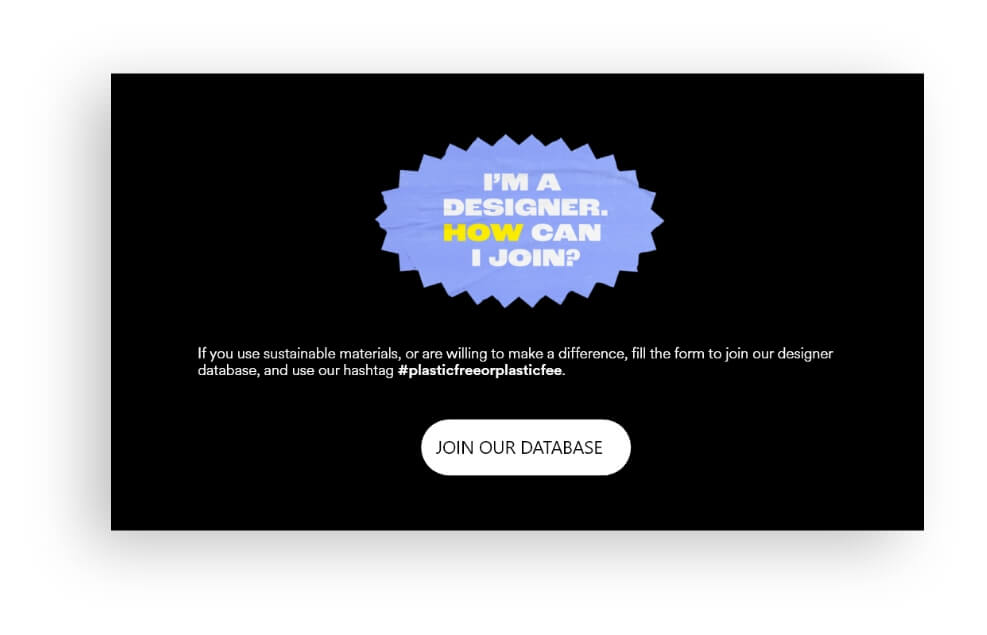 I'M A
DESIGNER.
HOW CAN
I JOIN?
If you use sustainable materials, or are willing to make a difference, fill the form to join our designer
database, and use our hashtag #plasticfreeorplasticfee.
JOIN OUR DATABASE